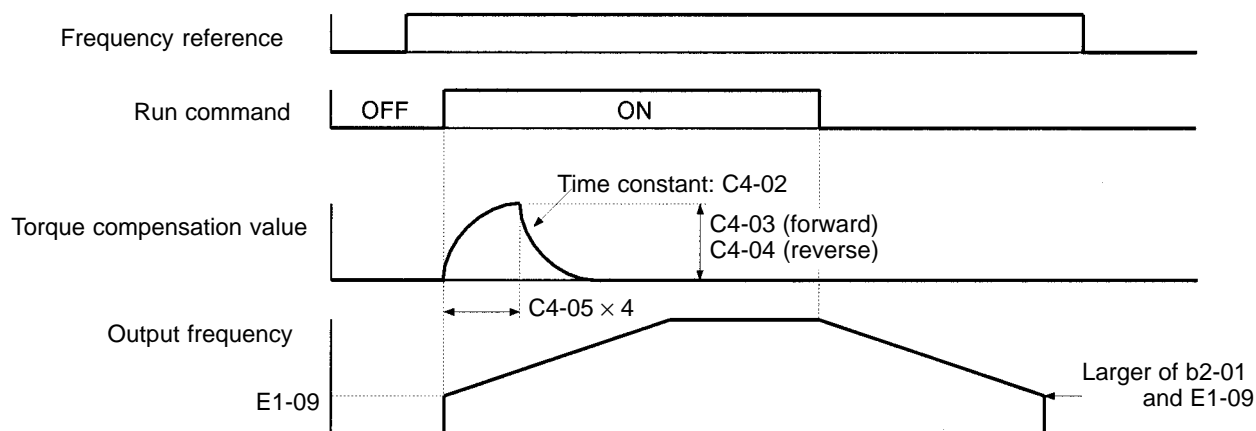 Frequency reference
Run command
OFF
ON
Time constant: C4-02
Torque compensation value
C4-03 (forward)
C4-04 (reverse)
C4-05 × 4
Output frequency
E1-09
Larger of b2-01
and E1-09